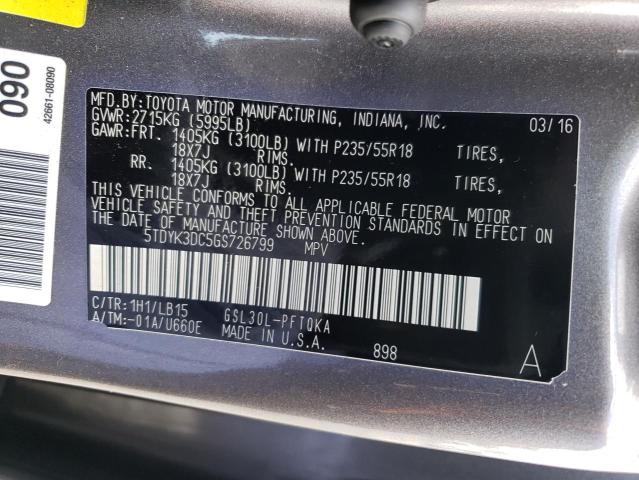 MFD.BY:TOYOTA MOTOR MANUFACTURING, INDIANA, INC.
GVWR:2715KG (5995LB) 03/16
GAWR:FRT. 1405KG (3100LB) WITH P235/55R18 TIRES,
18X7J RIMS.
RR. 1405KG (3100LB) WITH P235/55R18 TIRES,
18X7J RIMS.
THIS VEHICLE CONFORMS TO ALL APPLICABLE FEDERAL MOTOR
VEHICLE SAFETY AND THEFT PREVENTION STANDARDS IN EFFECT ON
THE DATE OF MANUFACTURE SHOWN ABOVE.
5TDYK3DC5GS726799 MPV
C/TR:1H1/LB15 GSL30L-PFTQKA
A/TM:-01A/U660E MADE IN U.S.A.
898
A
090
42661-08090